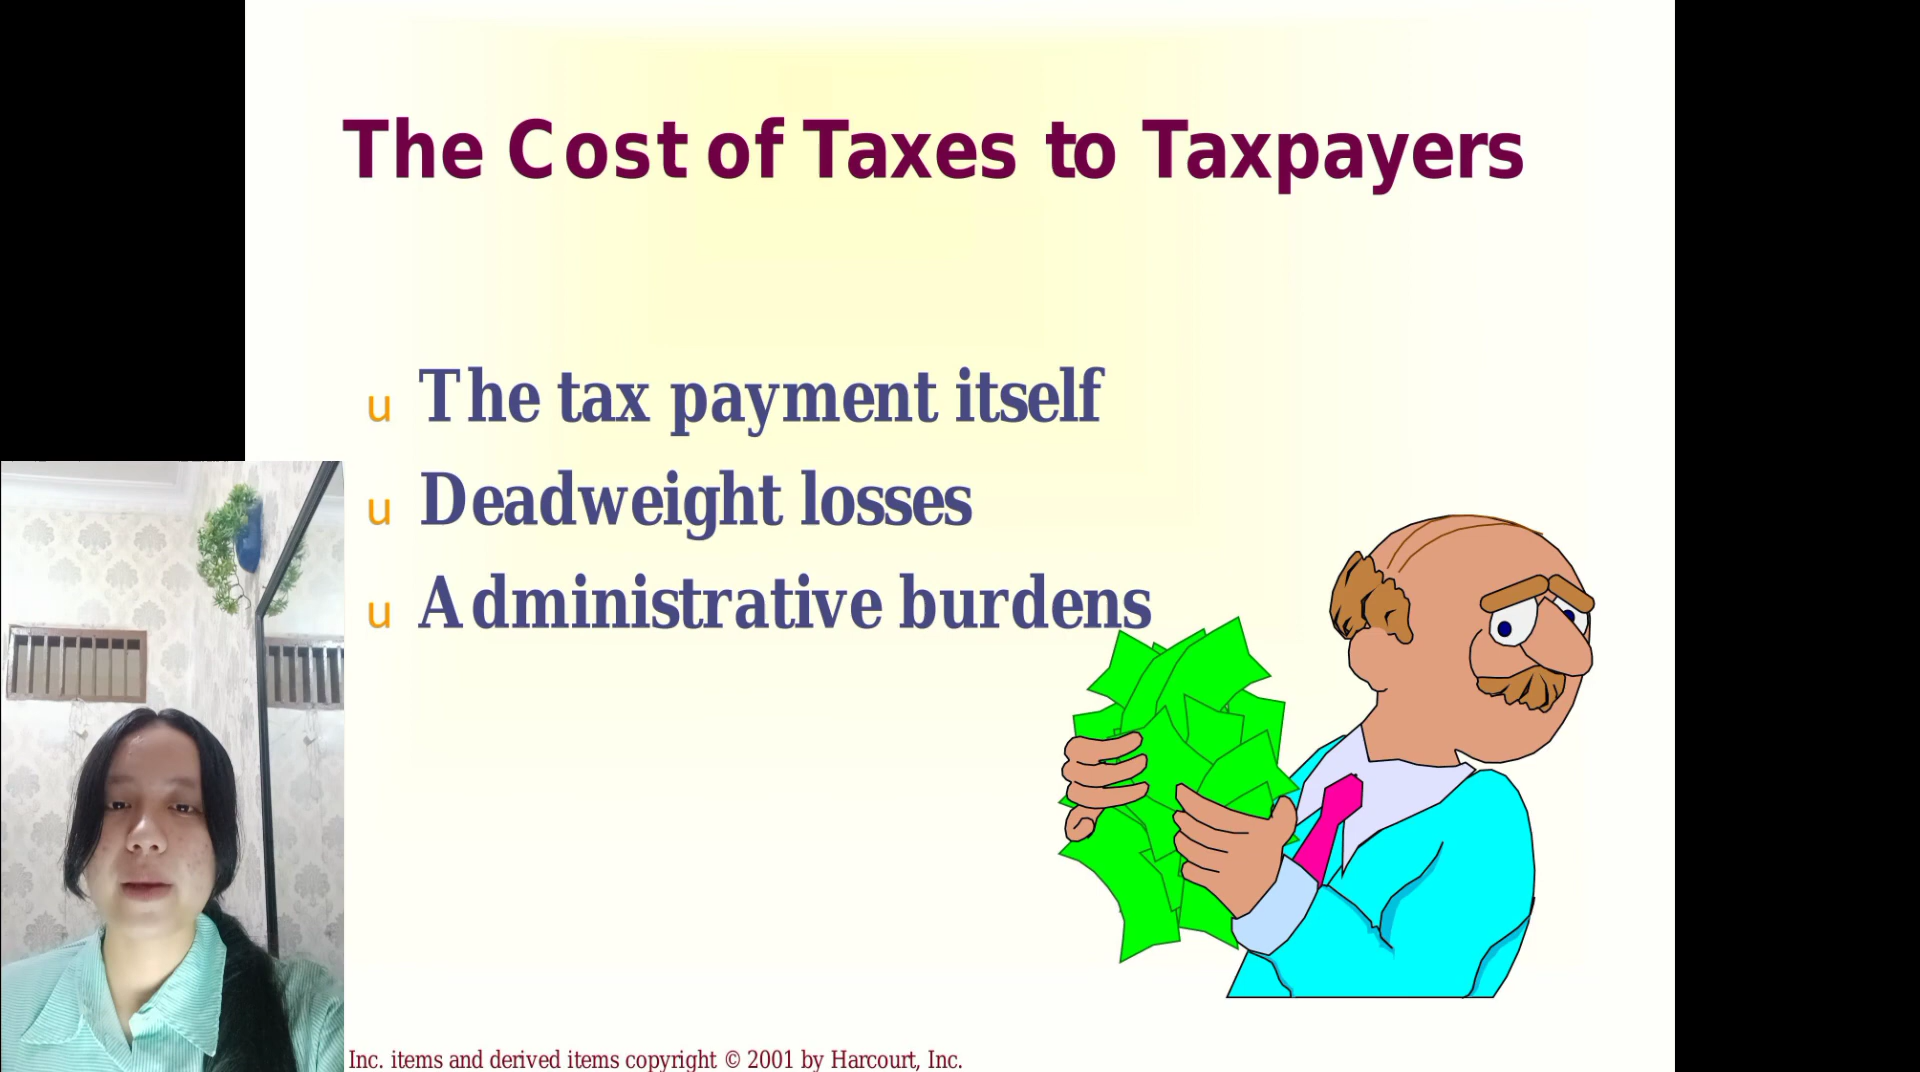 The Cost of Taxes to Taxpayers
u The tax payment itself
u Deadweight losses
u Administrative burdens
Inc. items and derived items copyright © 2001 by Harcourt, Inc.